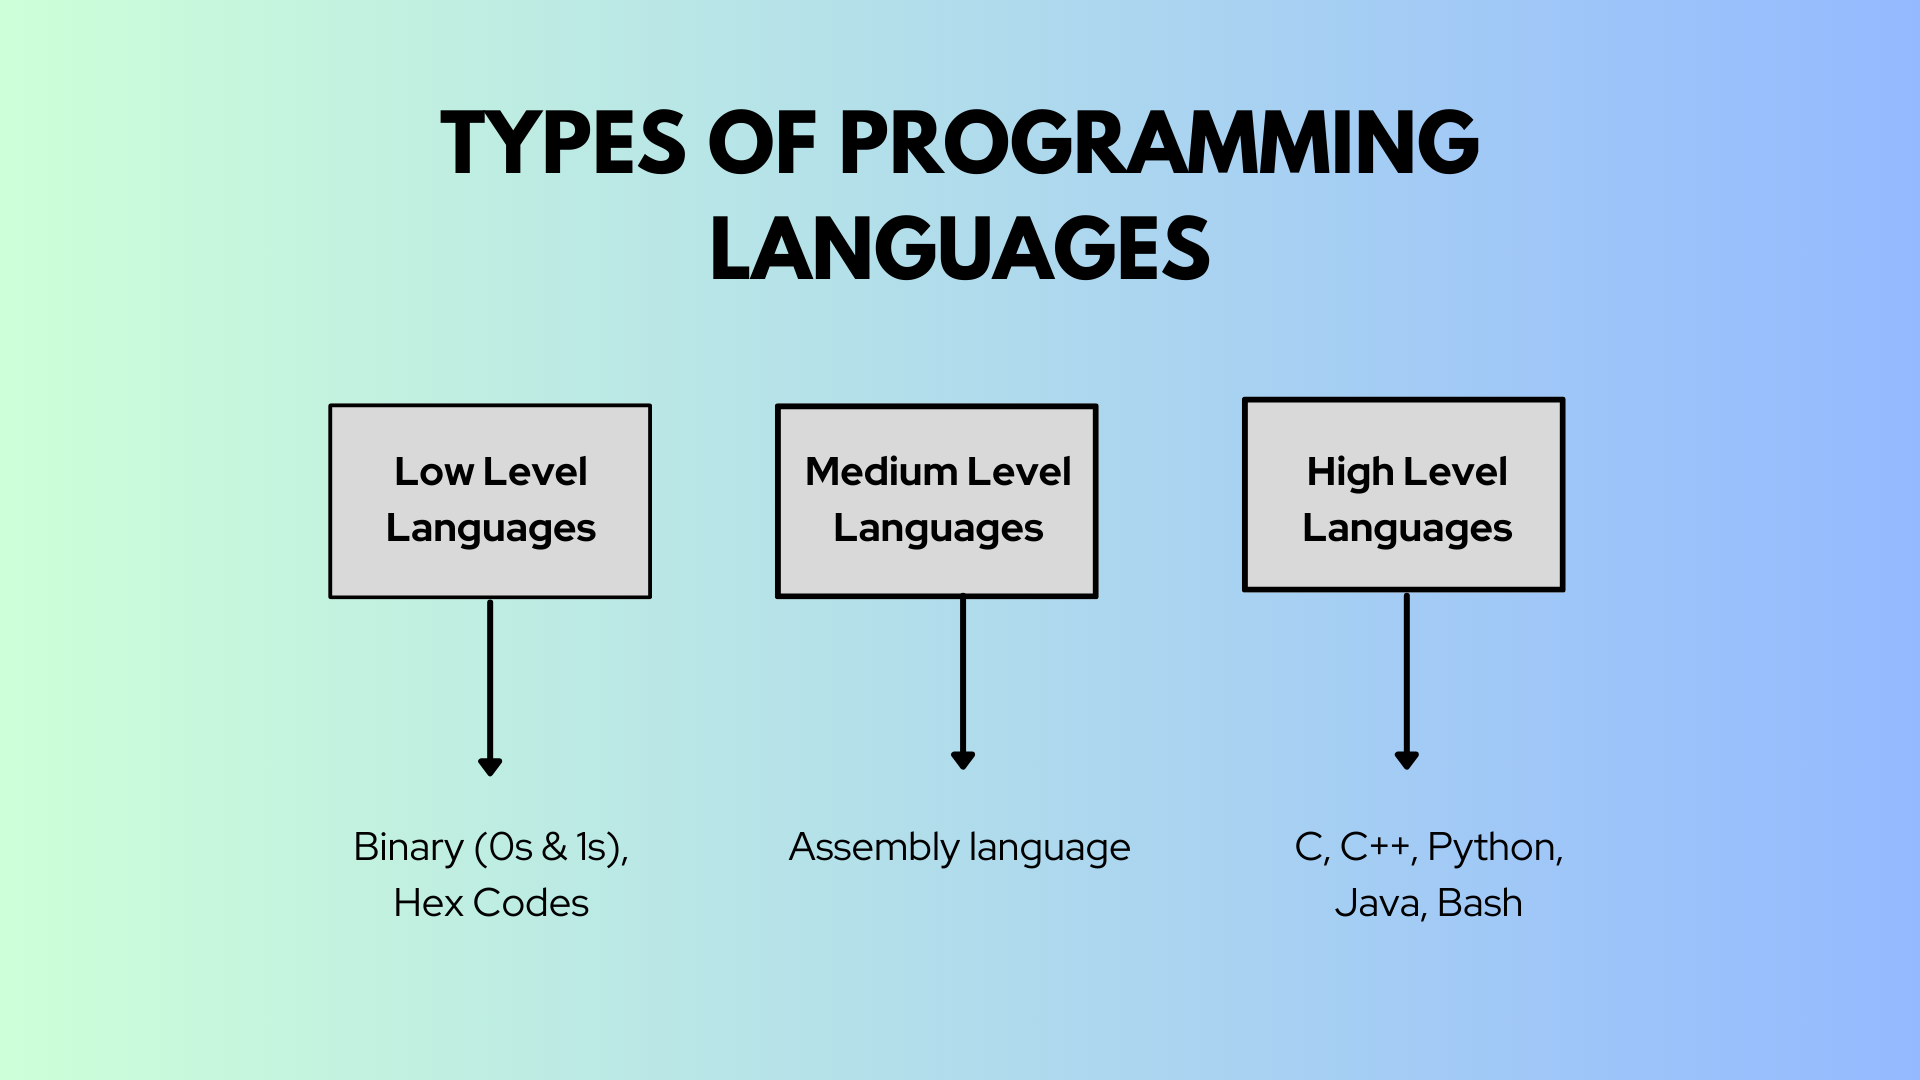 TYPES OF PROGRAMMING
LANGUAGES
Low Level
Languages
Medium Level
Languages
High Level
Languages
Binary (0s & 1s),
Hex Codes
Assembly language
C, C++, Python,
Java, Bash